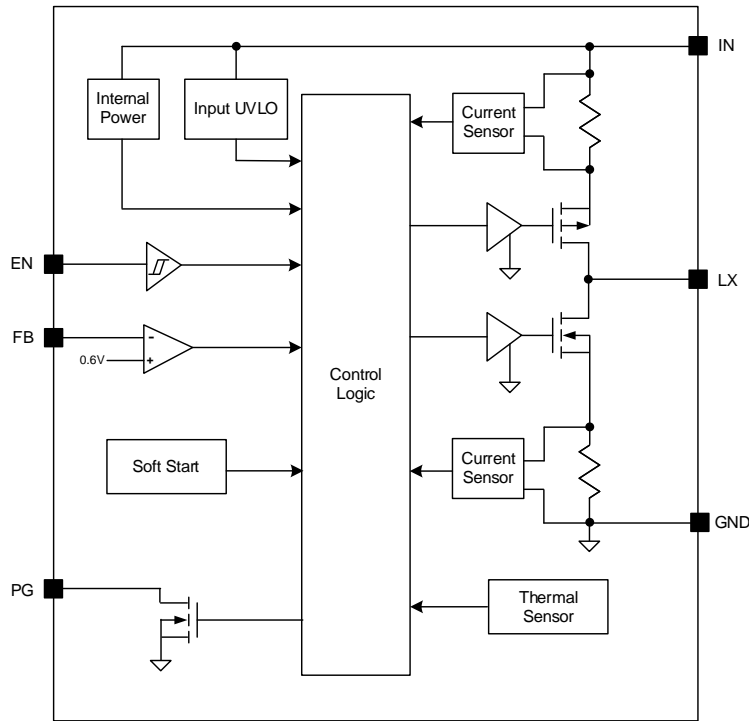 IN
Internal
Power
Input UVLO
Current
Sensor
EN
LX
FB
-
0.6V
+
Control
Logic
Soft Start
Current
Sensor
GND
PG
Thermal
Sensor